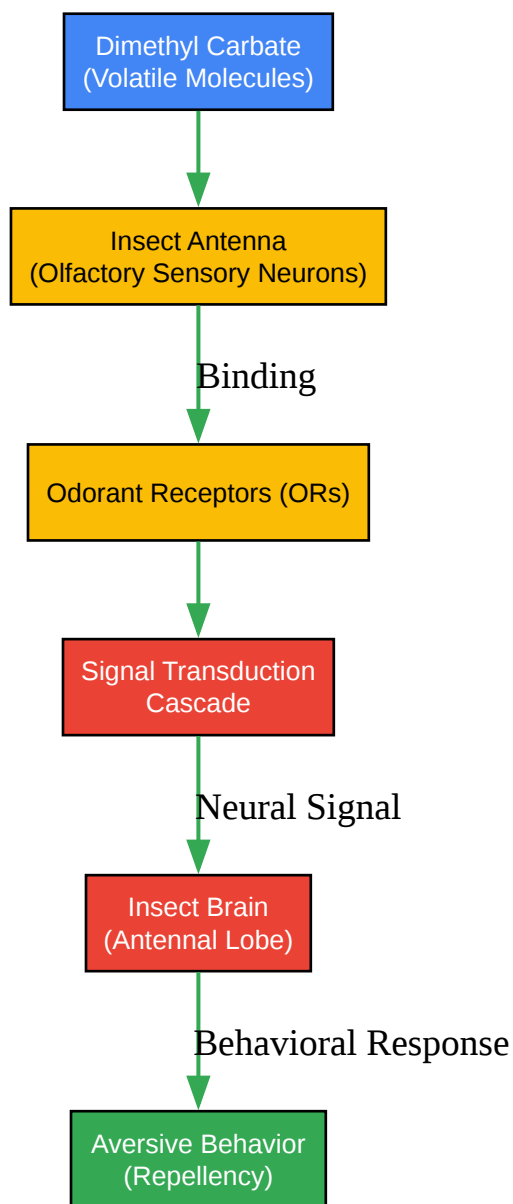 Dimethyl Carbate
(Volatile Molecules)
Insect Antenna
(Olfactory Sensory Neurons)
Binding
Odorant Receptors (ORs)
Signal Transduction
Cascade
Neural Signal
Insect Brain
(Antennal Lobe)
Behavioral Response
Aversive Behavior
(Repellency)